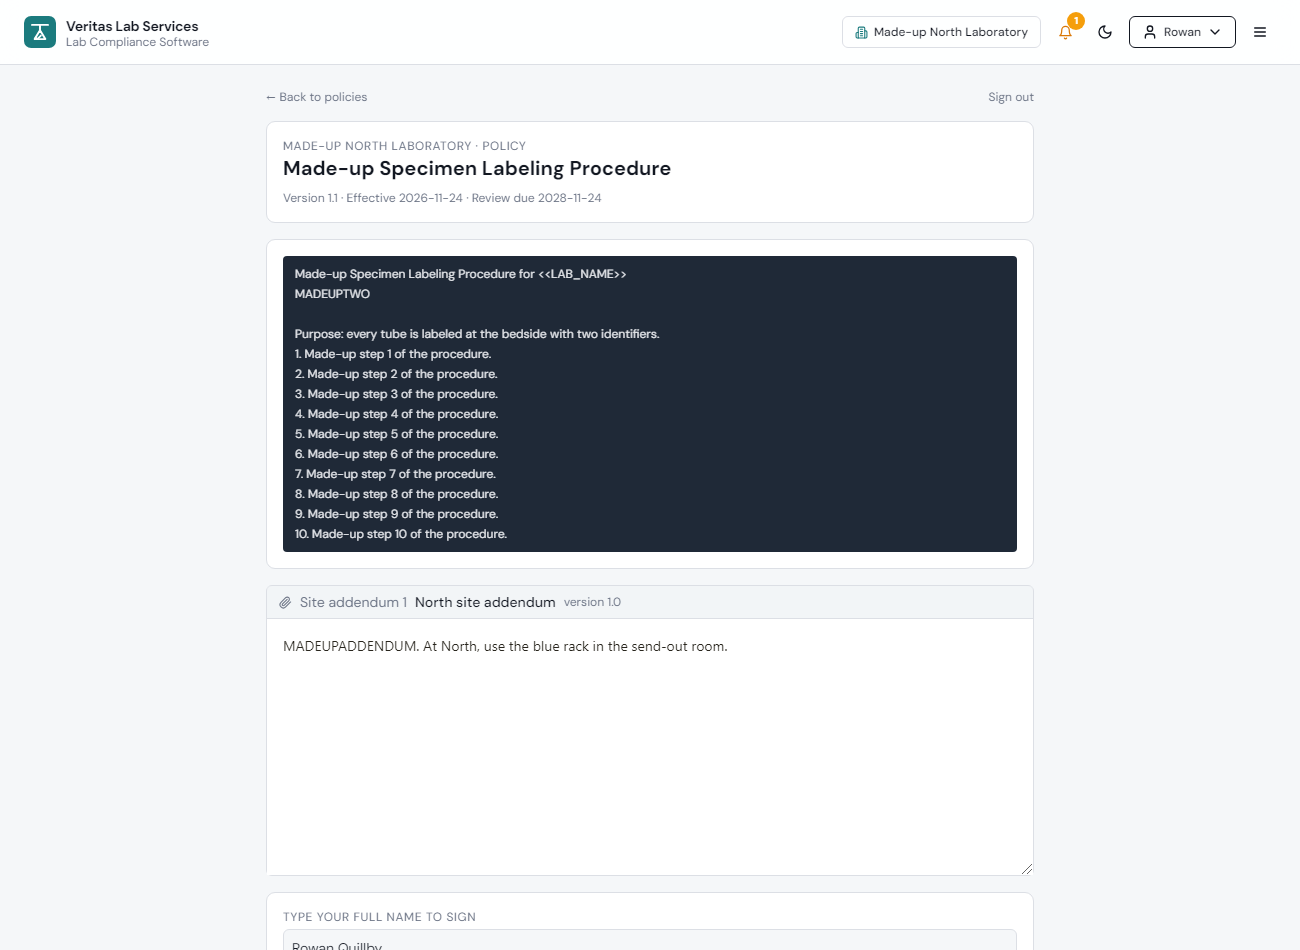 Veritas Lab Services
Lab Compliance Software
Made-up North Laboratory
1
Rowan
← Back to policies
Sign out
MADE-UP NORTH LABORATORY · POLICY
Made-up Specimen Labeling Procedure
Version 1.1 · Effective 2026-11-24 · Review due 2028-11-24
Made-up Specimen Labeling Procedure for <<LAB_NAME>>
MADEUPTWO
Purpose: every tube is labeled at the bedside with two identifiers.
1. Made-up step 1 of the procedure.
2. Made-up step 2 of the procedure.
3. Made-up step 3 of the procedure.
4. Made-up step 4 of the procedure.
5. Made-up step 5 of the procedure.
6. Made-up step 6 of the procedure.
7. Made-up step 7 of the procedure.
8. Made-up step 8 of the procedure.
9. Made-up step 9 of the procedure.
10. Made-up step 10 of the procedure.
Site addendum 1 North site addendum version 1.0
MADEUPADDENDUM. At North, use the blue rack in the send-out room.
TYPE YOUR FULL NAME TO SIGN
Rowan Quillby